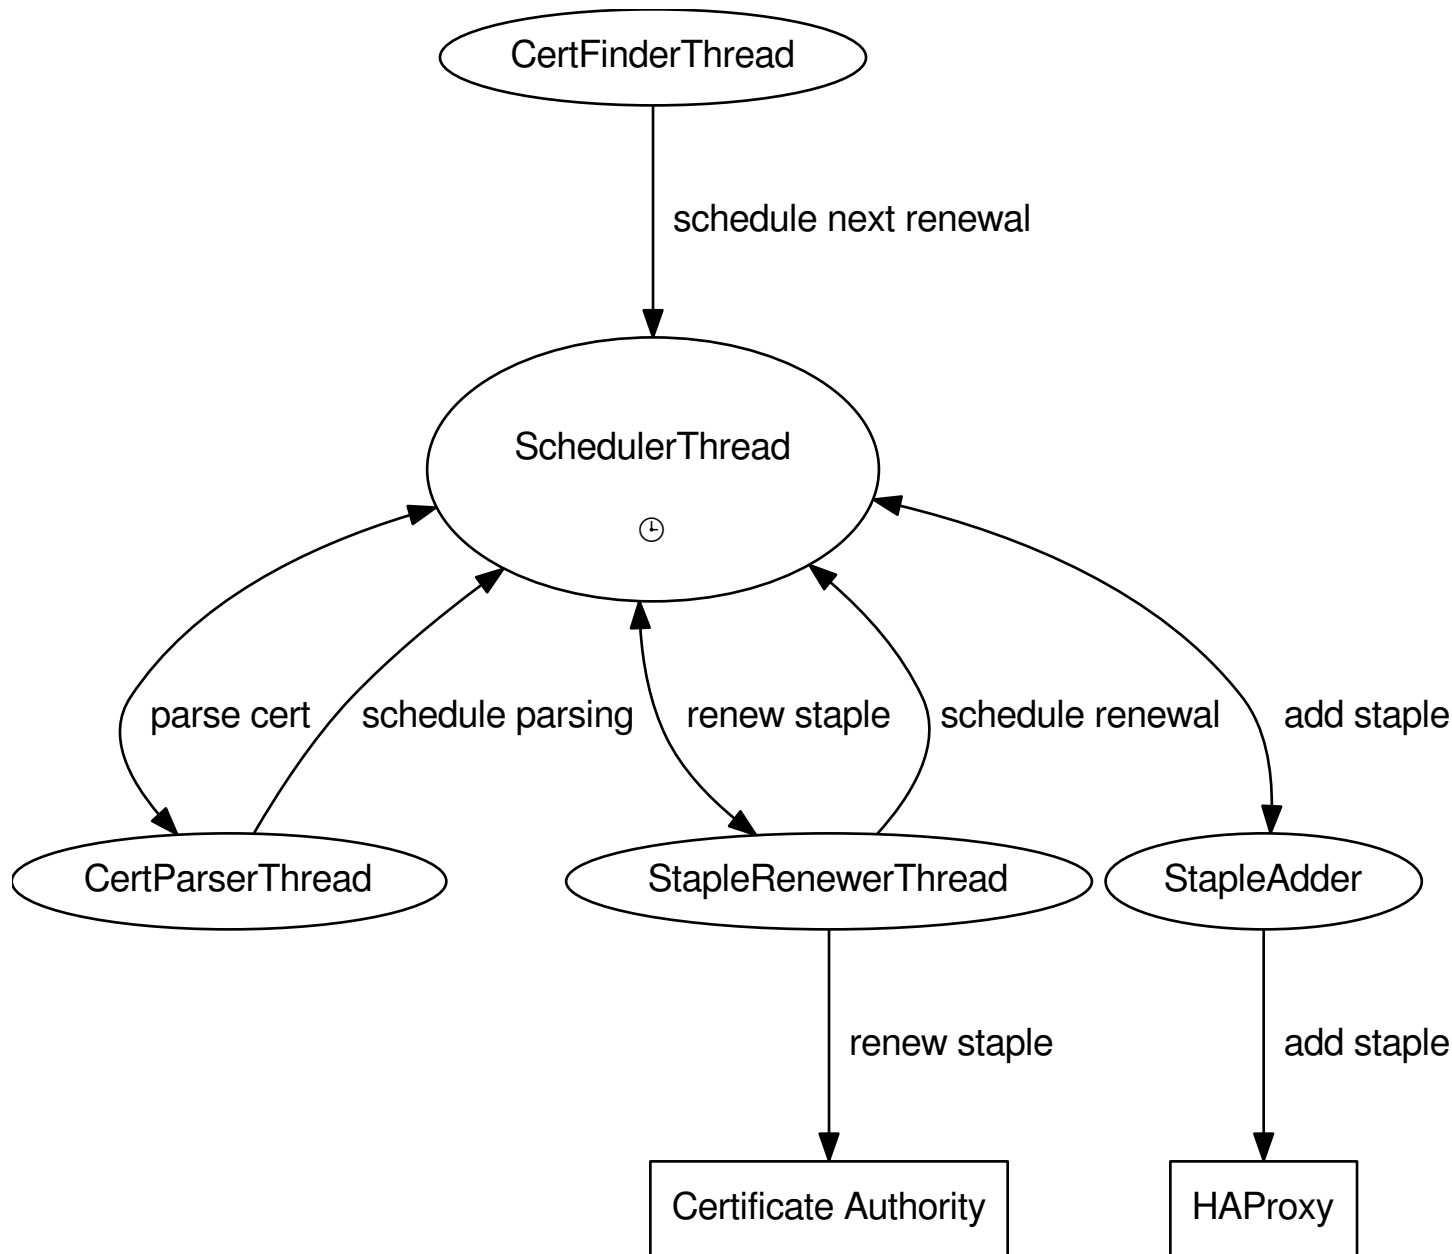 CertFinderThread
schedule next renewal
SchedulerThread
🕒
parse cert
schedule parsing
renew staple
schedule renewal
add staple
CertParserThread
StapleRenewerThread
StapleAdder
renew staple
add staple
Certificate Authority
HAProxy